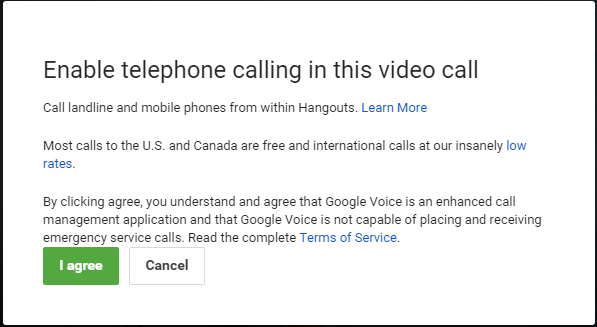 Enable telephone calling in this video call
Call landline and mobile phones from within Hangouts. Learn More
Most calls to the U.S. and Canada are free and international calls at our insanely low
rates.
By clicking agree, you understand and agree that Google Voice is an enhanced call
management application and that Google Voice is not capable of placing and receiving
emergency service calls. Read the complete Terms of Service.
I agree Cancel